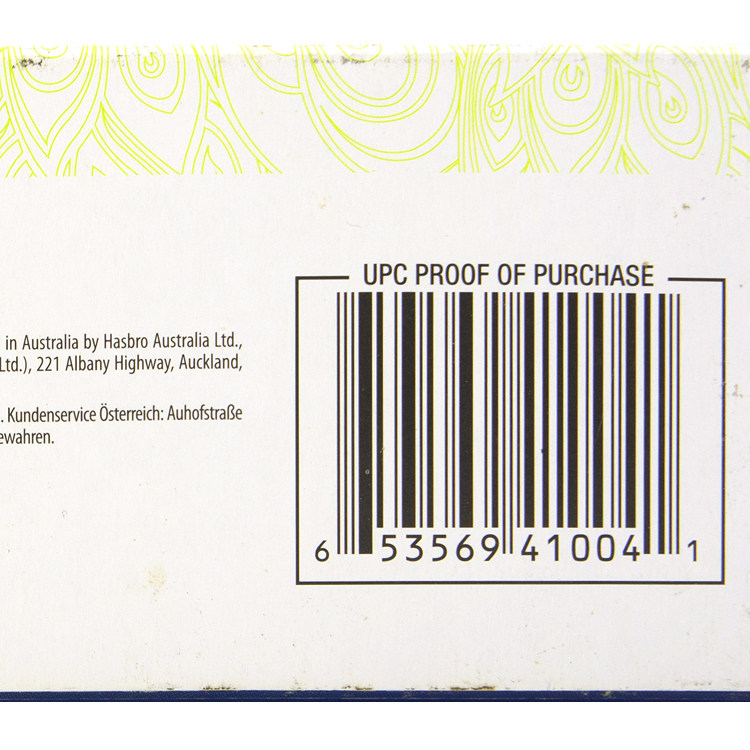 UPC PROOF OF PURCHASE
in Australia by Hasbro Australia Ltd.,
Ltd.), 221 Albany Highway, Auckland,
. Kundenservice Österreich: Auhofstraße
ewahren.
6 53569 41004 1